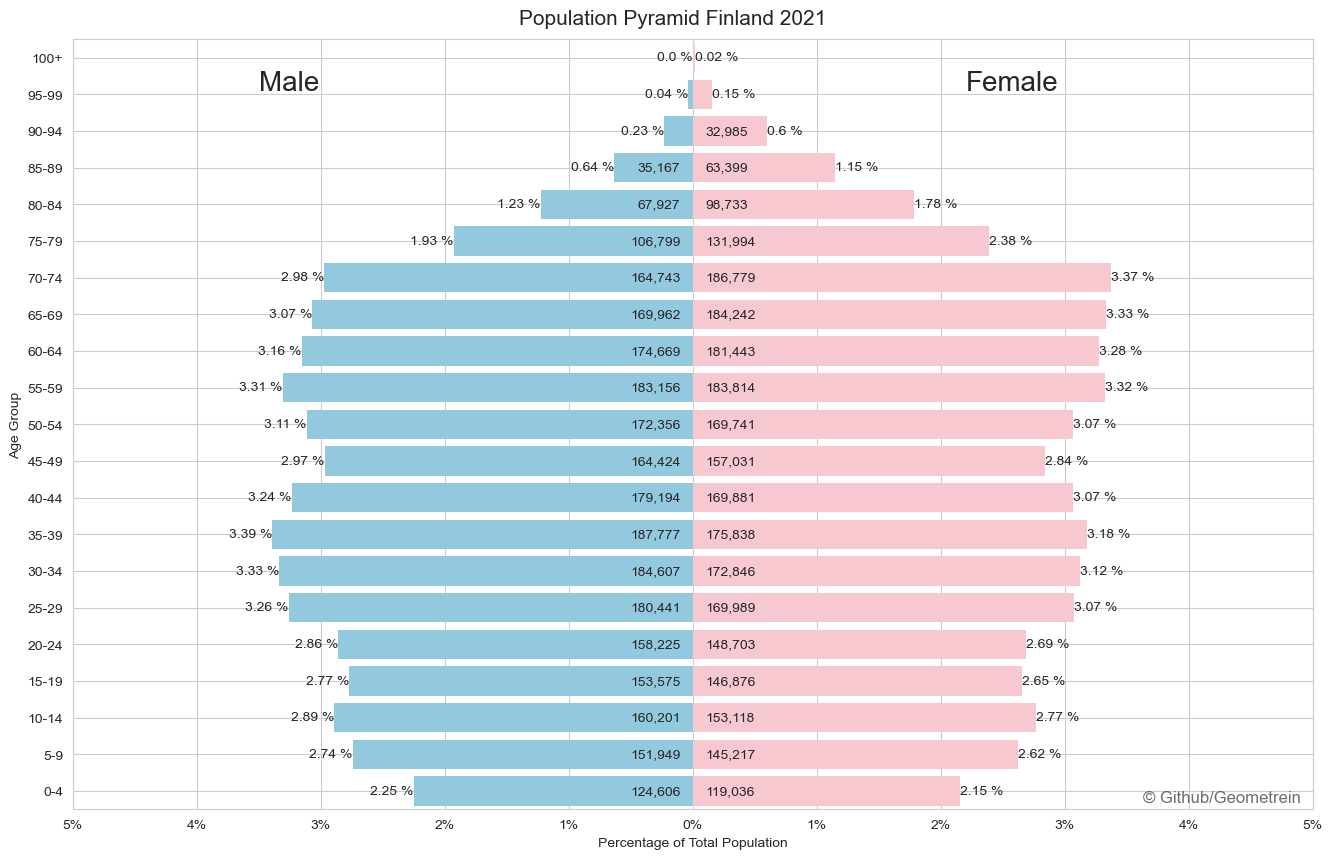 Population Pyramid Finland 2021
100+ 0.0 % 0.02 %
Male Female
95-99 0.04 % 0.15 %
90-94 0.23 % 32,985 0.6 %
85-89 0.64 % 35,167 63,399 1.15 %
80-84 1.23 % 67,927 98,733 1.78 %
75-79 1.93 % 106,799 131,994 2.38 %
70-74 2.98 % 164,743 186,779 3.37 %
65-69 3.07 % 169,962 184,242 3.33 %
60-64 3.16 % 174,669 181,443 3.28 %
55-59 3.31 % 183,156 183,814 3.32 %
50-54 3.11 % 172,356 169,741 3.07 %
45-49 2.97 % 164,424 157,031 2.84 %
40-44 3.24 % 179,194 169,881 3.07 %
35-39 3.39 % 187,777 175,838 3.18 %
30-34 3.33 % 184,607 172,846 3.12 %
25-29 3.26 % 180,441 169,989 3.07 %
20-24 2.86 % 158,225 148,703 2.69 %
15-19 2.77 % 153,575 146,876 2.65 %
10-14 2.89 % 160,201 153,118 2.77 %
5-9 2.74 % 151,949 145,217 2.62 %
0-4 2.25 % 124,606 119,036 2.15 %
© Github/Geometrein
5% 4% 3% 2% 1% 0% 1% 2% 3% 4% 5%
Percentage of Total Population
Age Group